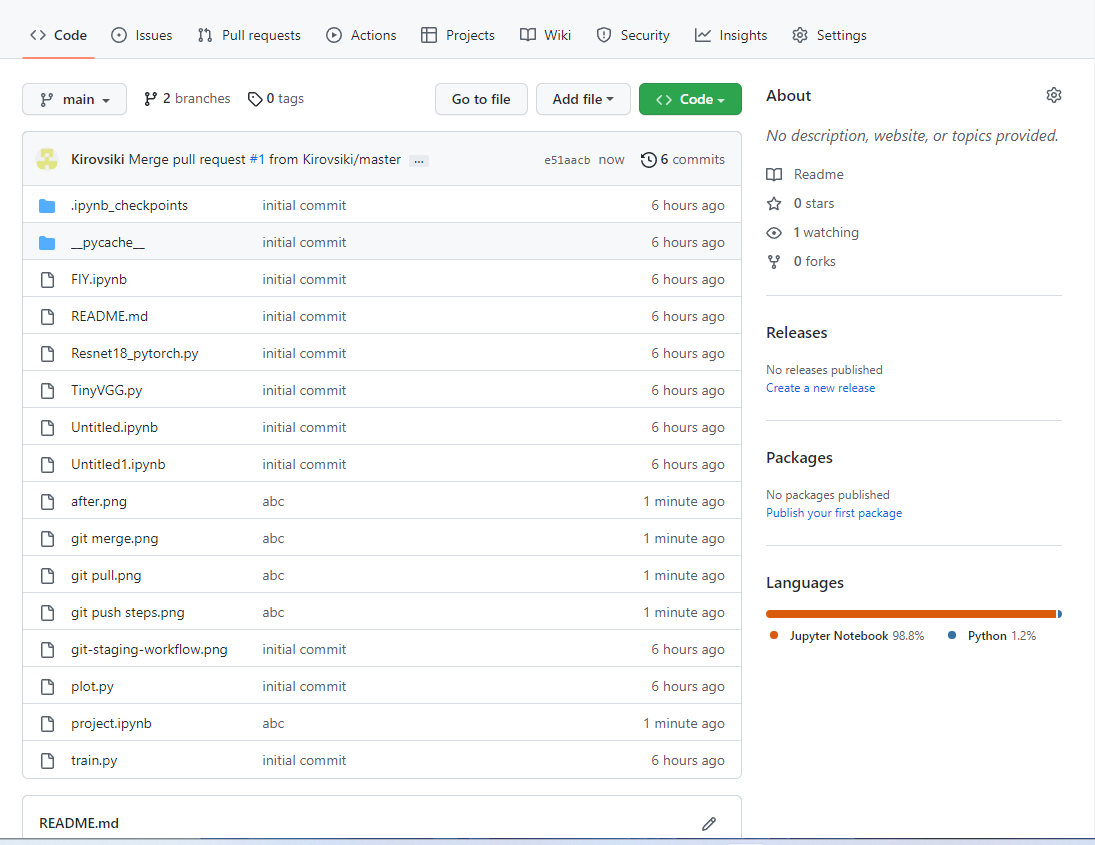 Code Issues Pull requests Actions Projects Wiki Security Insights Settings
main 2 branches 0 tags Go to file Add file Code
Kirovsiki Merge pull request #1 from Kirovsiki/master ... e51aacb now 6 commits
.ipynb_checkpoints initial commit 6 hours ago
__pycache__ initial commit 6 hours ago
FIY.ipynb initial commit 6 hours ago
README.md initial commit 6 hours ago
Resnet18_pytorch.py initial commit 6 hours ago
TinyVGG.py initial commit 6 hours ago
Untitled.ipynb initial commit 6 hours ago
Untitled1.ipynb initial commit 6 hours ago
after.png abc 1 minute ago
git merge.png abc 1 minute ago
git pull.png abc 1 minute ago
git push steps.png abc 1 minute ago
git-staging-workflow.png initial commit 6 hours ago
plot.py initial commit 6 hours ago
project.ipynb abc 1 minute ago
train.py initial commit 6 hours ago
README.md
About
No description, website, or topics provided.
Readme
0 stars
1 watching
0 forks
Releases
No releases published
Create a new release
Packages
No packages published
Publish your first package
Languages
Jupyter Notebook 98.8% Python 1.2%